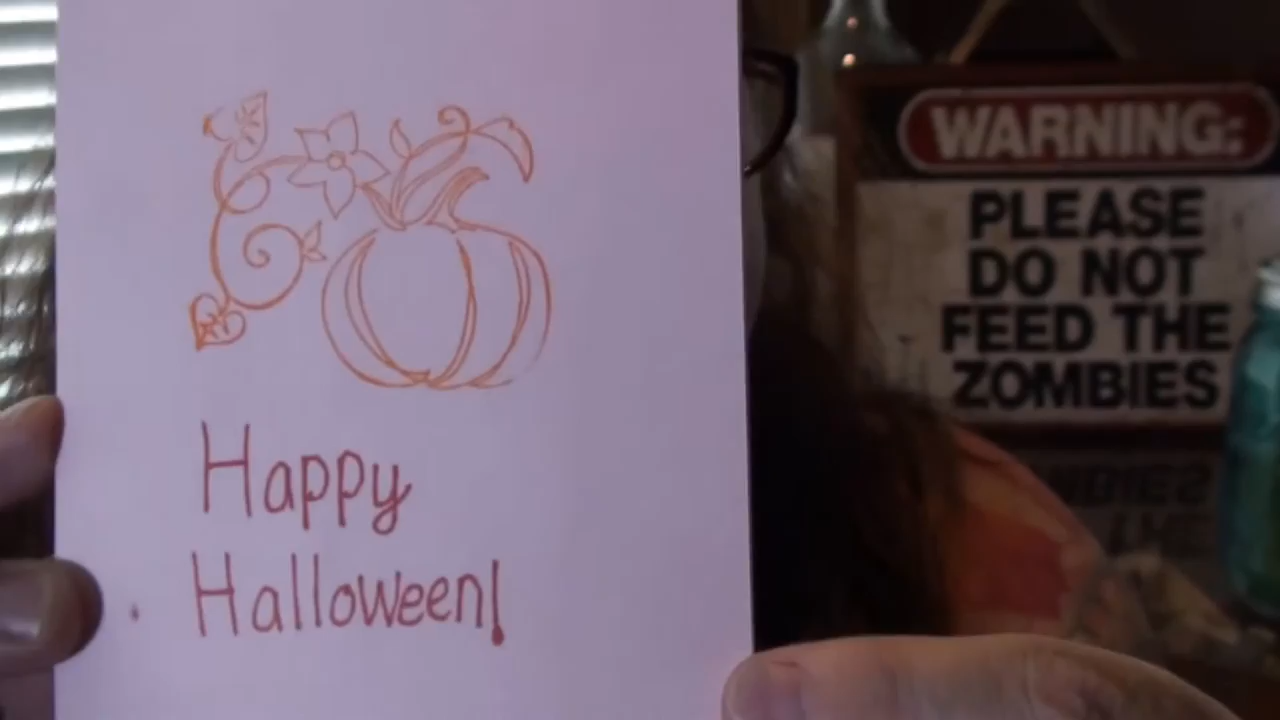 Happy
Halloween!
WARNING:
PLEASE
DO NOT
FEED THE
ZOMBIES